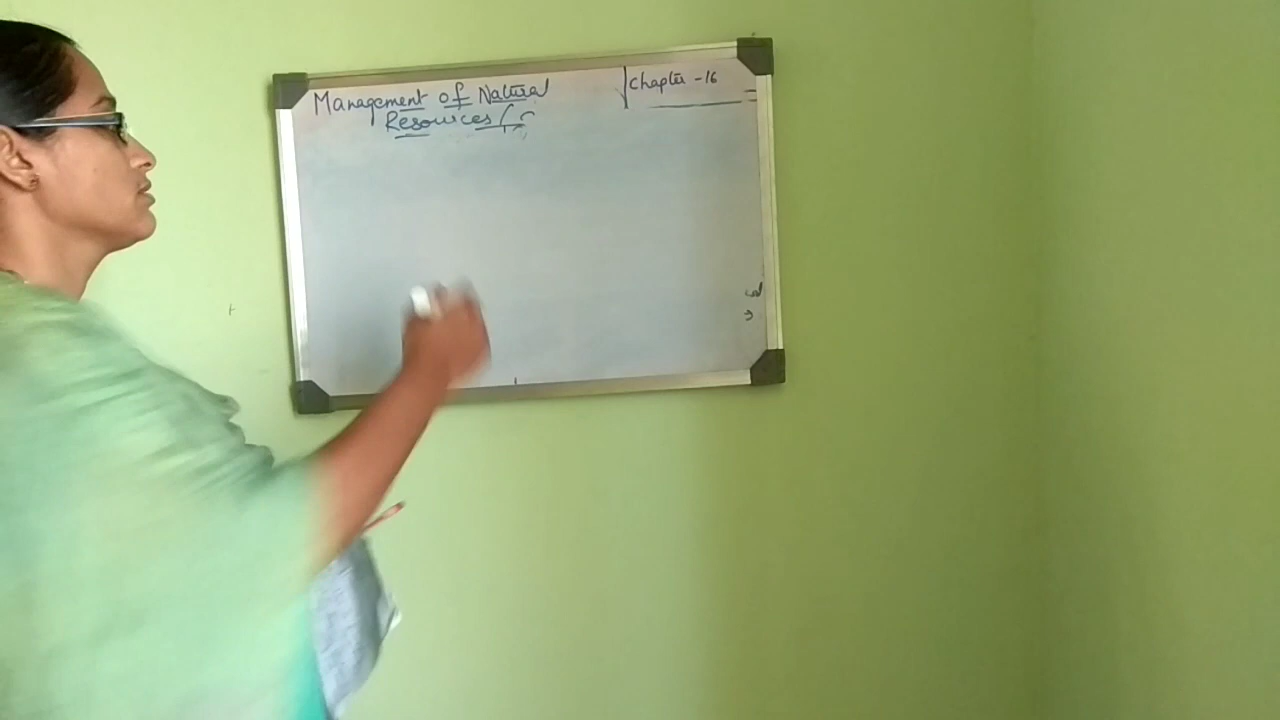 Management of Natural
Resources
Chapter - 16